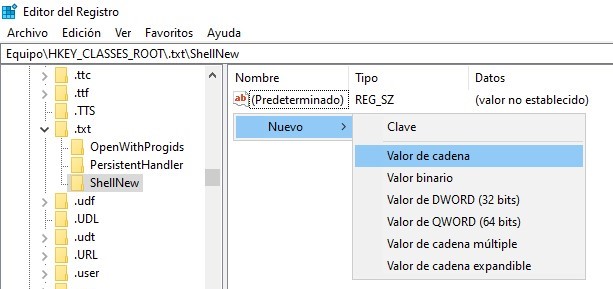 Editor del Registro
Archivo Edición Ver Favoritos Ayuda
Equipo\HKEY_CLASSES_ROOT\.txt\ShellNew
.ttc
.ttf
.TTS
.txt
OpenWithProgids
PersistentHandler
ShellNew
.udf
.UDL
.udt
.URL
.user
Nombre Tipo Datos
ab (Predeterminado) REG_SZ (valor no establecido)
Nuevo
Clave
Valor de cadena
Valor binario
Valor de DWORD (32 bits)
Valor de QWORD (64 bits)
Valor de cadena múltiple
Valor de cadena expandible